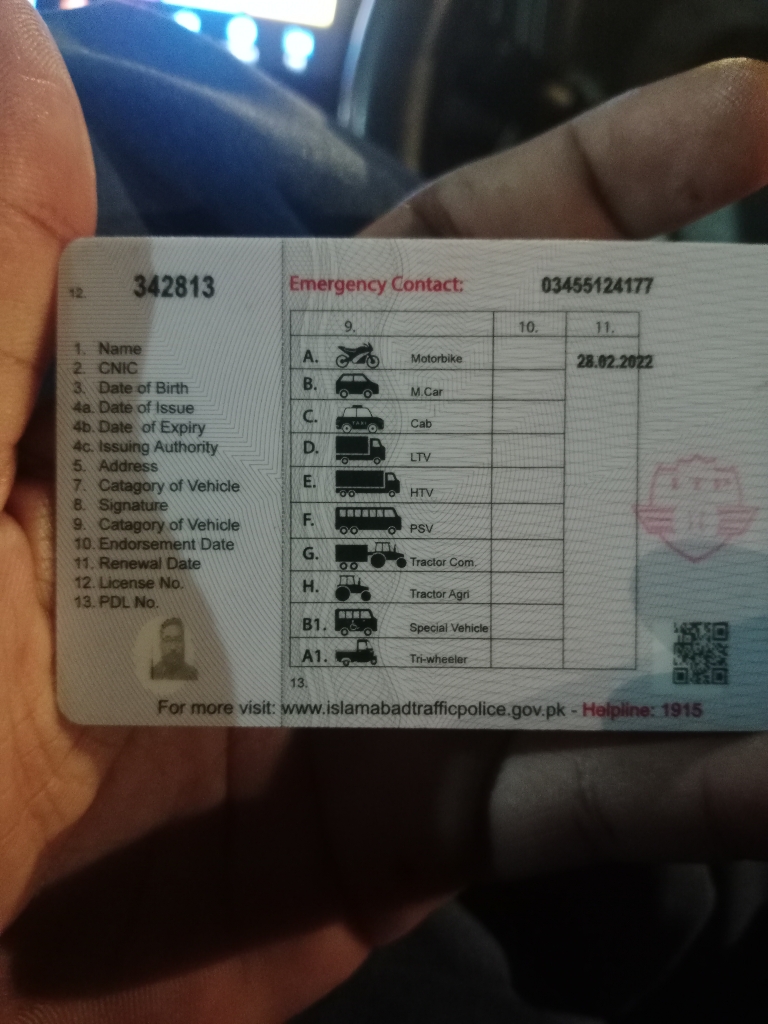 12. 342813 Emergency Contact: 03455124177
1. Name
2. CNIC
3. Date of Birth
4a. Date of Issue
4b. Date of Expiry
4c. Issuing Authority
5. Address
7. Catagory of Vehicle
8. Signature
9. Catagory of Vehicle
10. Endorsement Date
11. Renewal Date
12. License No.
13. PDL No.
9. 10. 11.
A. Motorbike 28.02.2022
B. M.Car
C. TAXI Cab
D. LTV
E. HTV
F. PSV
G. Tractor Com.
H. Tractor Agri
B1. Special Vehicle
A1. Tri-wheeler
13.
ITP
For more visit: www.islamabadtrafficpolice.gov.pk - Helpline: 1915